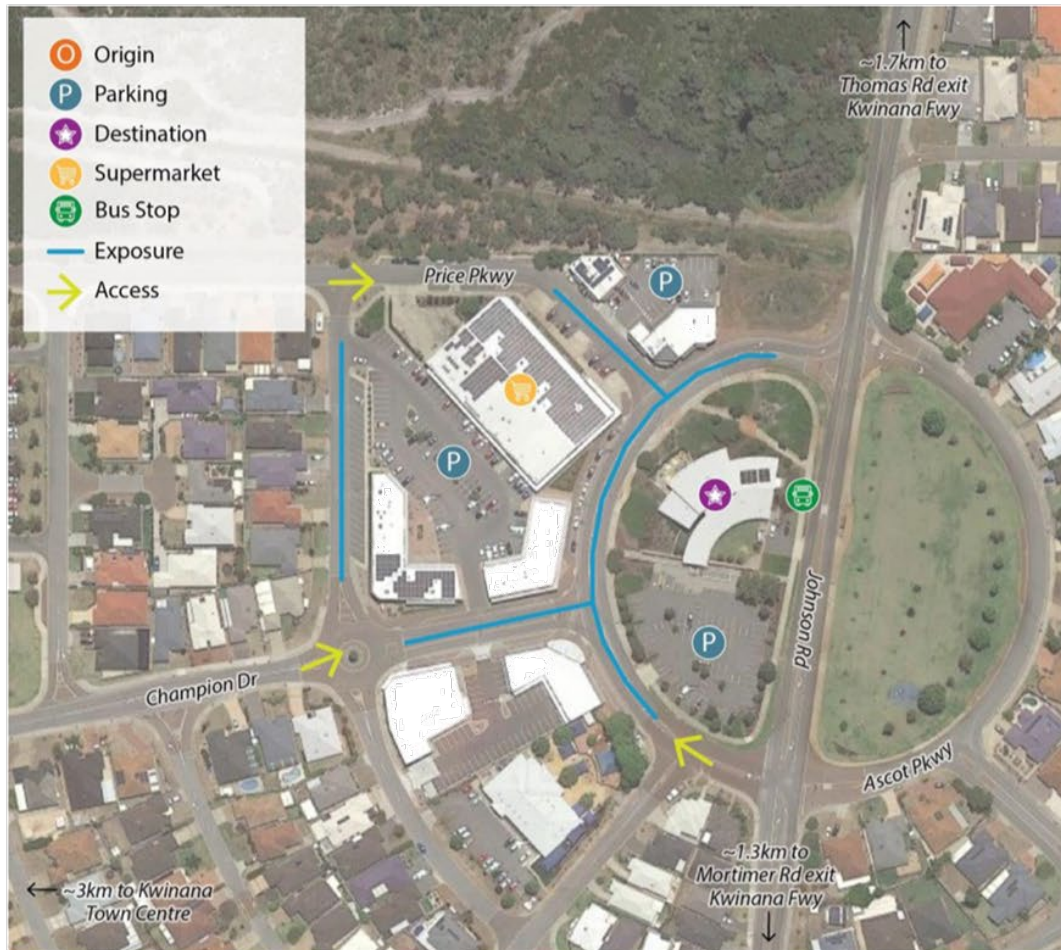 O Origin
P Parking
Destination
Supermarket
Bus Stop
Exposure
Access
~1.7km to
Thomas Rd exit
Kwinana Fwy
Price Pkwy
P
P
P
Johnson Rd
Champion Dr
Ascot Pkwy
~1.3km to
Mortimer Rd exit
Kwinana Fwy
~3km to Kwinana
Town Centre